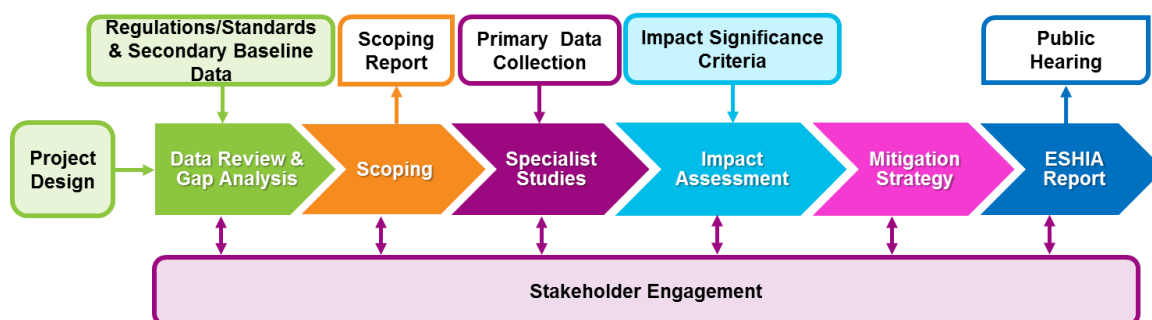 Regulations/Standards
& Secondary Baseline
Data
Scoping
Report
Primary Data
Collection
Impact Significance
Criteria
Public
Hearing
Project
Design
Data Review &
Gap Analysis
Scoping
Specialist
Studies
Impact
Assessment
Mitigation
Strategy
ESHIA
Report
Stakeholder Engagement